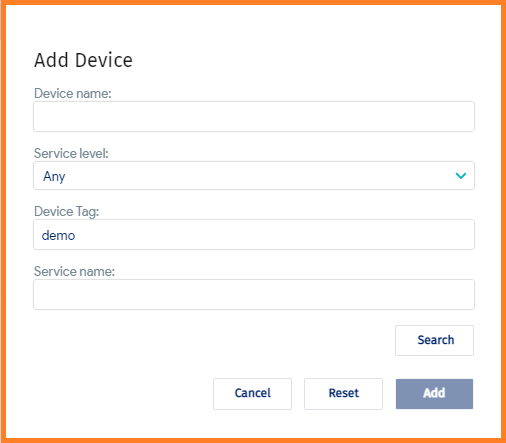 Add Device
Device name:
Service level:
Any
Device Tag:
demo
Service name:
Search
Cancel Reset Add